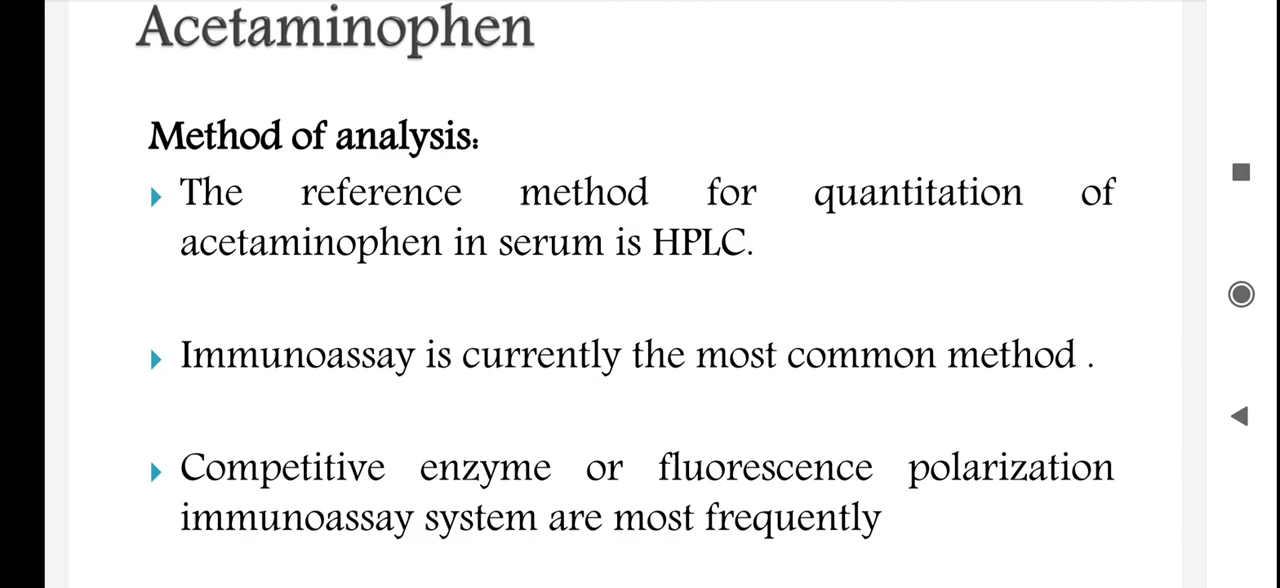 Acetaminophen
Method of analysis:
The reference method for quantitation of
acetaminophen in serum is HPLC.
Immunoassay is currently the most common method .
Competitive enzyme or fluorescence polarization
immunoassay system are most frequently